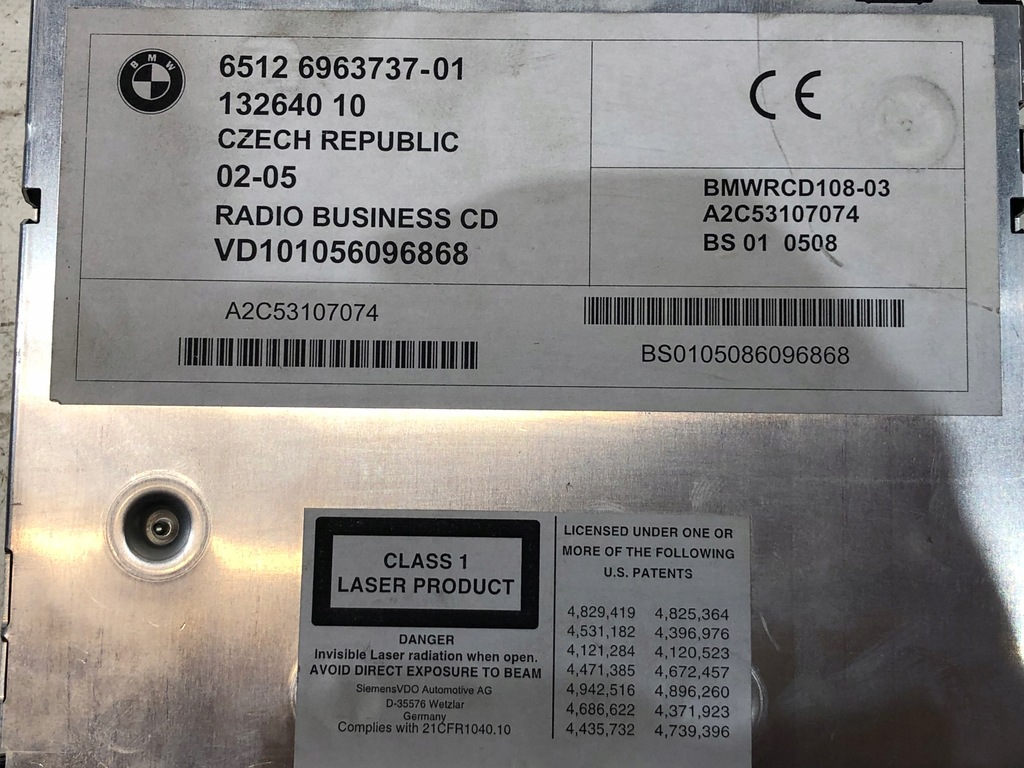 BMW
6512 6963737-01
132640 10
CZECH REPUBLIC
02-05
RADIO BUSINESS CD
VD101056096868
CE
BMWRCD108-03
A2C53107074
BS 01 0508
A2C53107074
BS0105086096868
CLASS 1
LASER PRODUCT
DANGER
Invisible Laser radiation when open.
AVOID DIRECT EXPOSURE TO BEAM
SiemensVDO Automotive AG
D-35576 Wetzlar
Germany
Complies with 21CFR1040.10
LICENSED UNDER ONE OR
MORE OF THE FOLLOWING
U.S. PATENTS
4,829,419 4,825,364
4,531,182 4,396,976
4,121,284 4,120,523
4,471,385 4,672,457
4,942,516 4,896,260
4,686,622 4,371,923
4,435,732 4,739,396